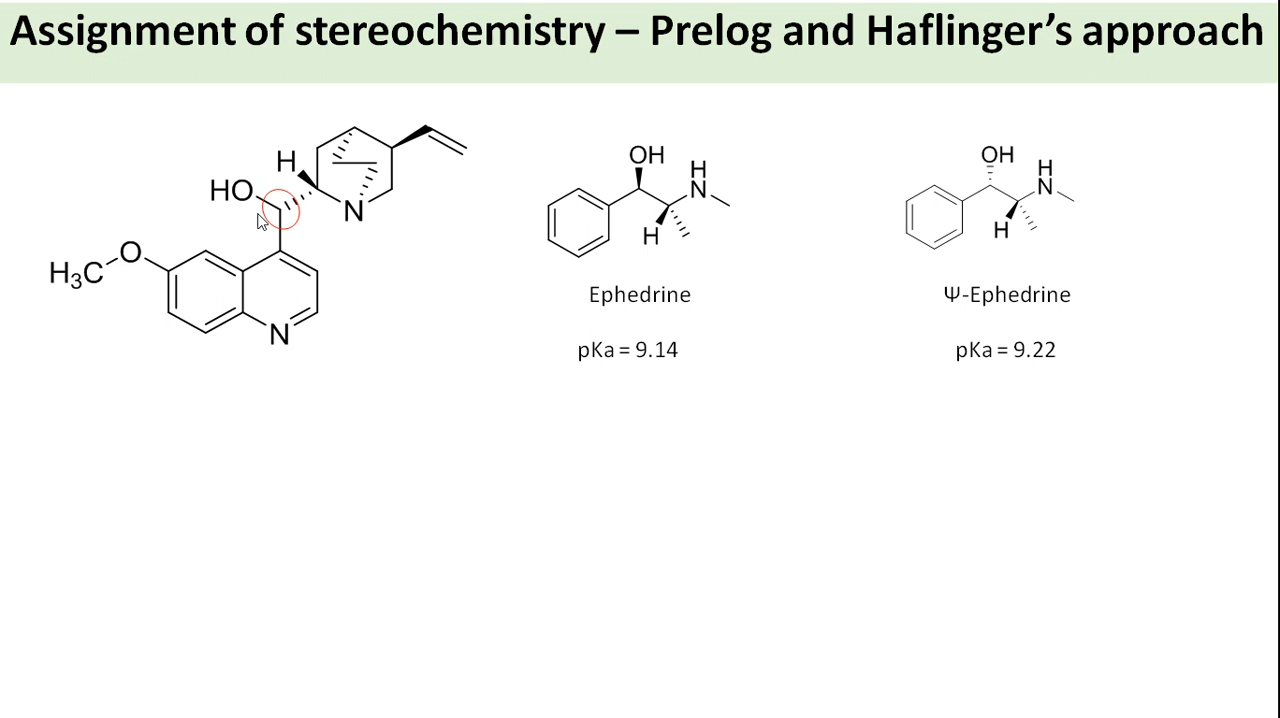 Assignment of stereochemistry – Prelog and Haflinger’s approach
H
HO
N
O
H₃C
N
OH
H
N
H
Ephedrine
pKa = 9.14
OH
H
N
H
Ψ-Ephedrine
pKa = 9.22